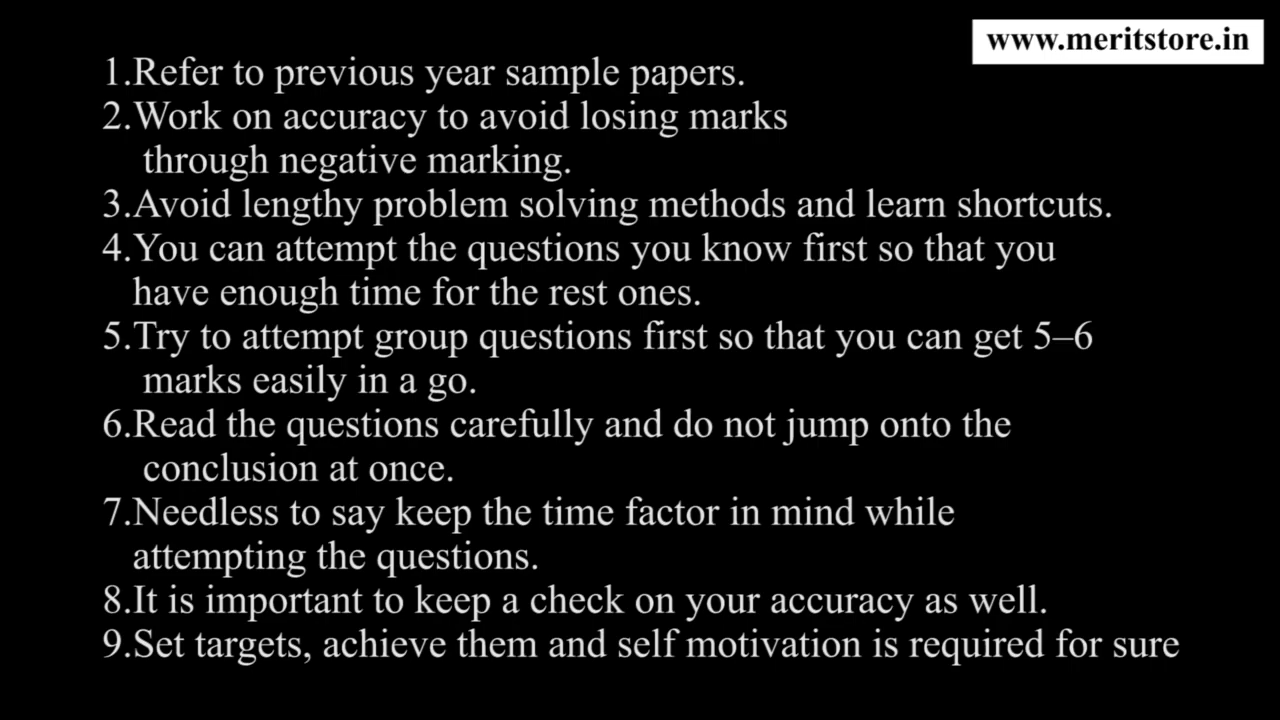 www.meritstore.in
1.Refer to previous year sample papers.
2.Work on accuracy to avoid losing marks
through negative marking.
3.Avoid lengthy problem solving methods and learn shortcuts.
4.You can attempt the questions you know first so that you
have enough time for the rest ones.
5.Try to attempt group questions first so that you can get 5–6
marks easily in a go.
6.Read the questions carefully and do not jump onto the
conclusion at once.
7.Needless to say keep the time factor in mind while
attempting the questions.
8.It is important to keep a check on your accuracy as well.
9.Set targets, achieve them and self motivation is required for sure